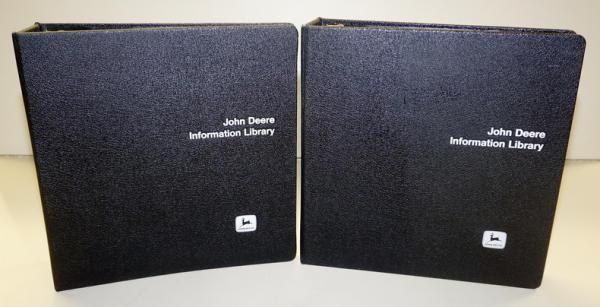 John Deere
Information Library
John Deere
Information Library